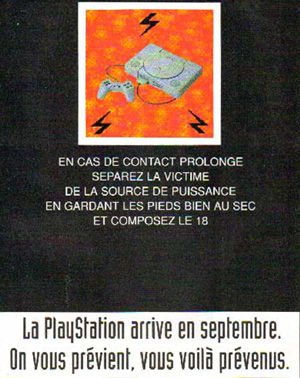 EN CAS DE CONTACT PROLONGE
SEPAREZ LA VICTIME
DE LA SOURCE DE PUISSANCE
EN GARDANT LES PIEDS BIEN AU SEC
ET COMPOSEZ LE 18
La PlayStation arrive en septembre.
On vous prévient, vous voilà prévenus.